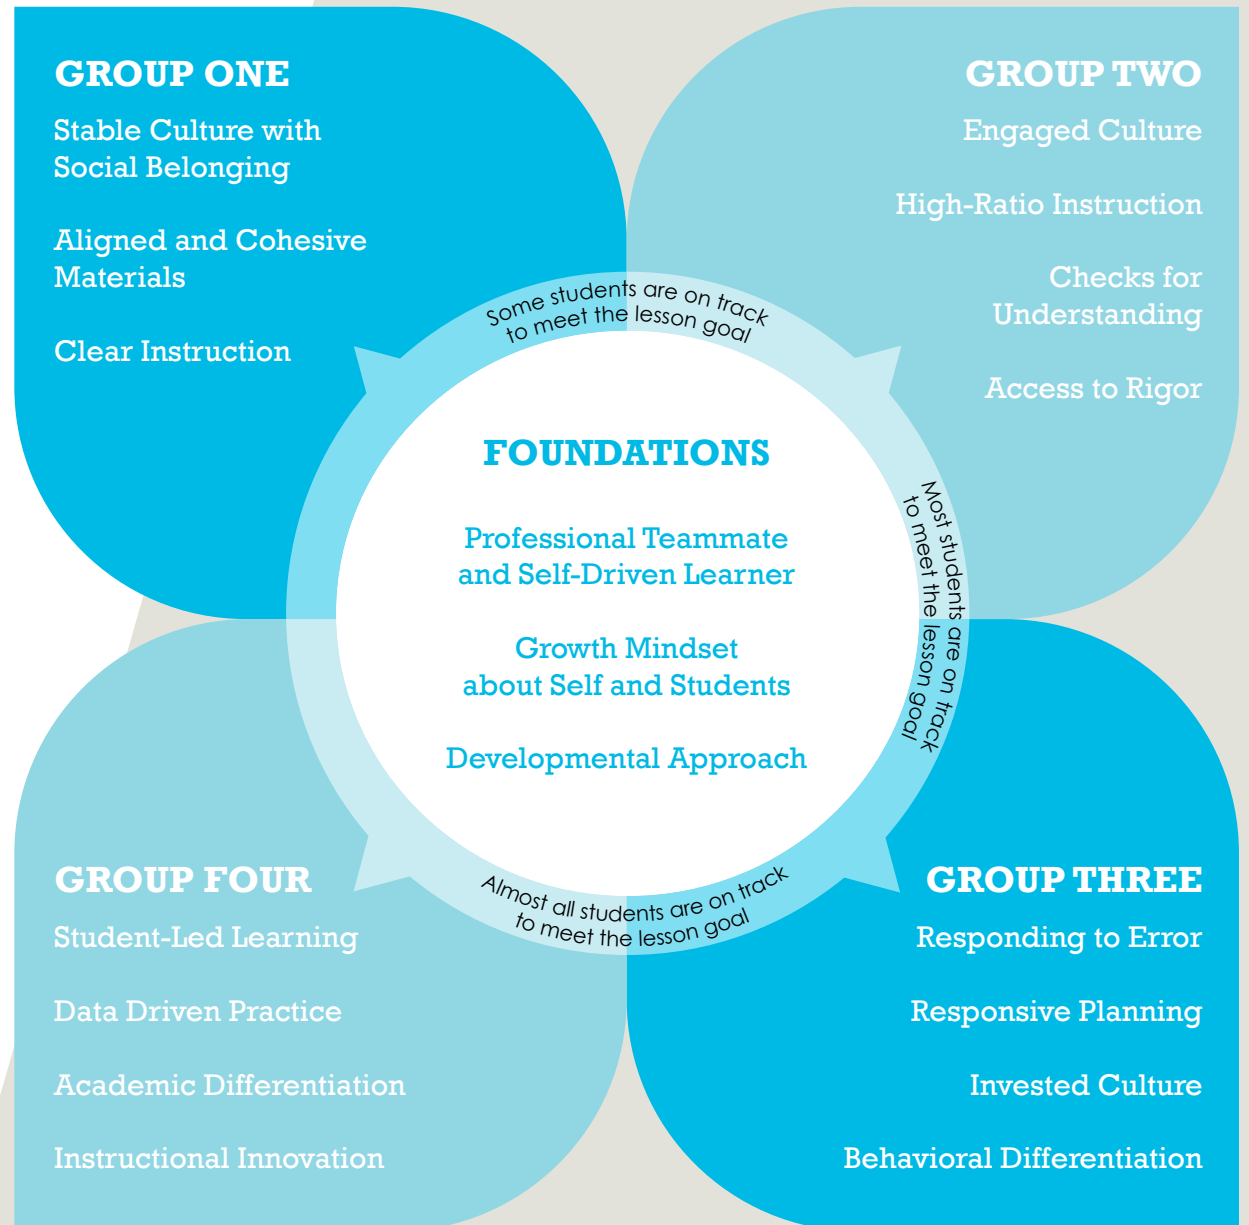 GROUP ONE
Stable Culture with
Social Belonging
Aligned and Cohesive
Materials
Clear Instruction
GROUP TWO
Engaged Culture
High-Ratio Instruction
Checks for
Understanding
Access to Rigor
Some students are on track
to meet the lesson goal
FOUNDATIONS
Professional Teammate
and Self-Driven Learner
Growth Mindset
about Self and Students
Developmental Approach
Most students are on track
to meet the lesson goal
Almost all students are on track
to meet the lesson goal
GROUP FOUR
Student-Led Learning
Data Driven Practice
Academic Differentiation
Instructional Innovation
GROUP THREE
Responding to Error
Responsive Planning
Invested Culture
Behavioral Differentiation